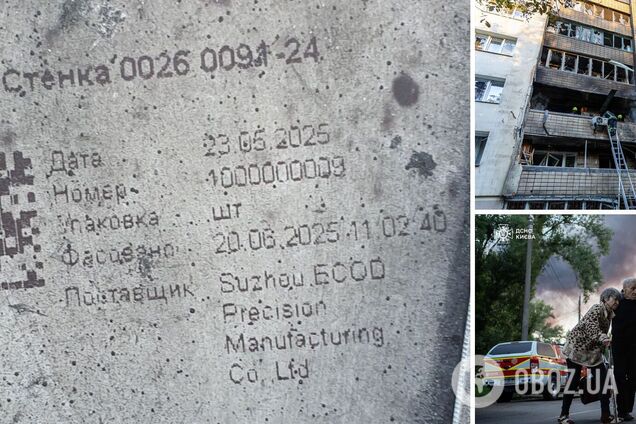 Стенка 0026 0091-24
Дата 23.05.2025
Номер 1000000009
Упаковка шт
Фасовано 20.06.2025 11:02:40
Поставщик Suzhou ECOD
Precision
Manufacturing
Co.,Ltd
ДСНС
КИЄВА
OBOZ.UA